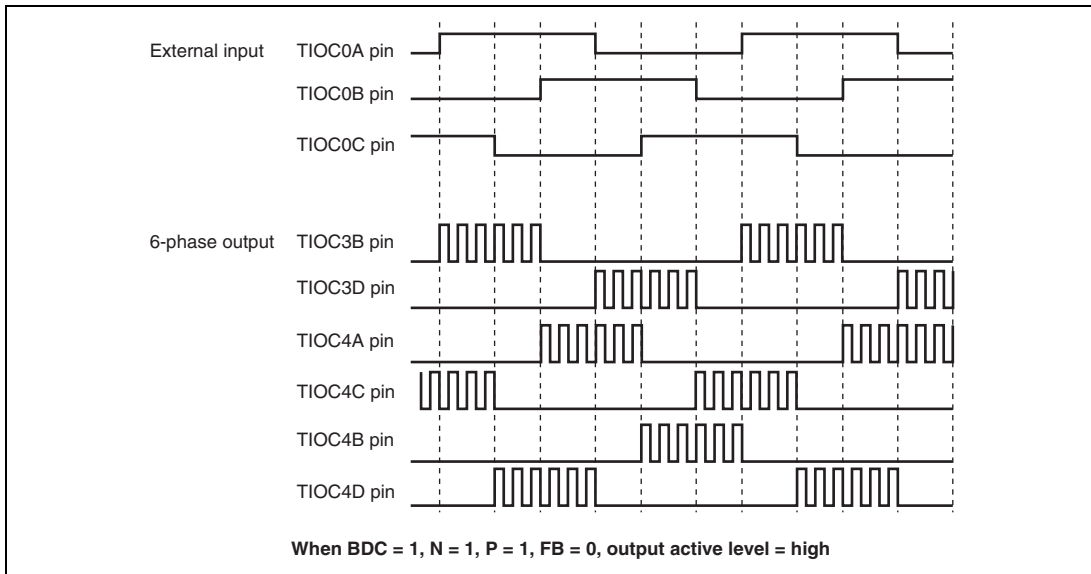 External input TIOC0A pin
TIOC0B pin
TIOC0C pin
6-phase output TIOC3B pin
TIOC3D pin
TIOC4A pin
TIOC4C pin
TIOC4B pin
TIOC4D pin
When BDC = 1, N = 1, P = 1, FB = 0, output active level = high